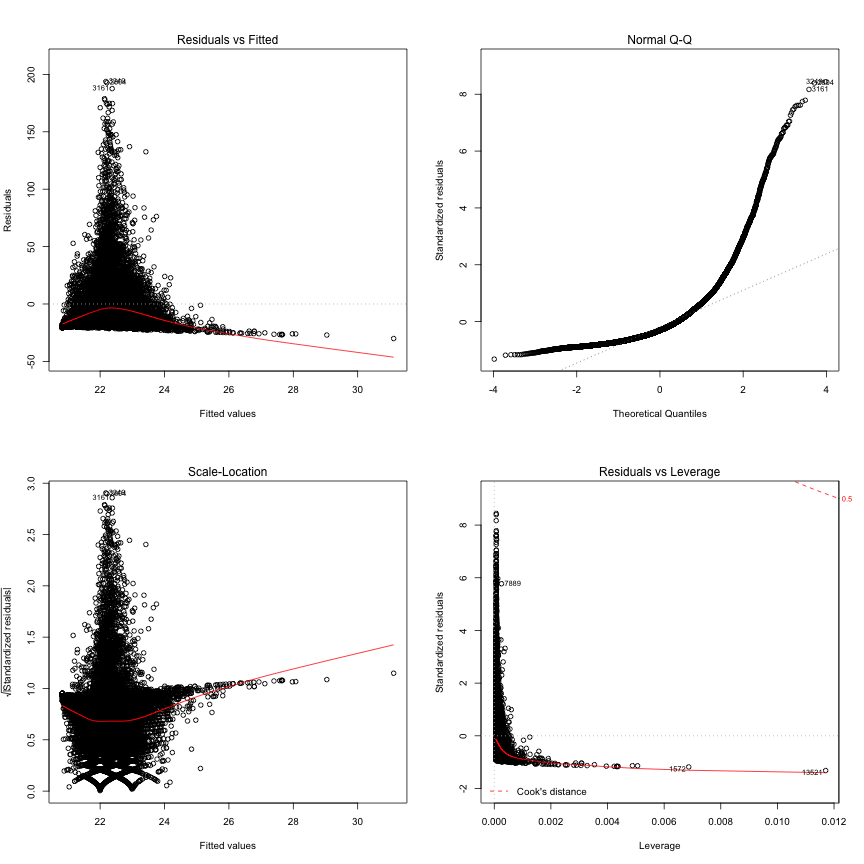 Residuals vs Fitted
Residuals
200
150
100
50
0
-50
22 24 26 28 30
Fitted values
3161
Normal Q-Q
Standardized residuals
8
6
4
2
0
-4 -2 0 2 4
Theoretical Quantiles
3161
Scale-Location
√|Standardized residuals|
3.0
2.5
2.0
1.5
1.0
0.5
0.0
22 24 26 28 30
Fitted values
3161
Residuals vs Leverage
Standardized residuals
8
6
4
2
0
-2
0.000 0.002 0.004 0.006 0.008 0.010 0.012
Leverage
0.5
7889
1572
13521
Cook's distance